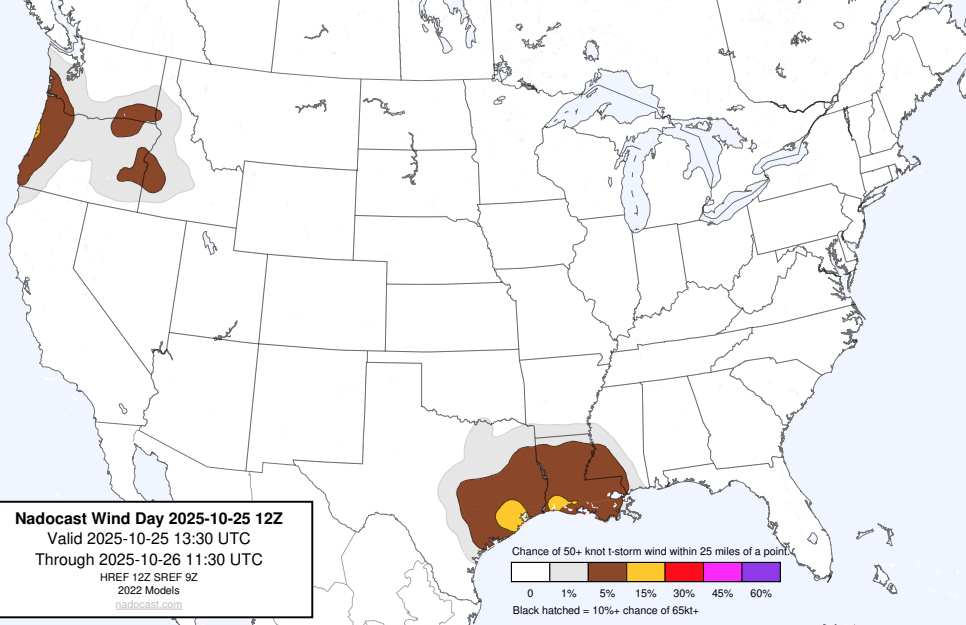 Nadocast Wind Day 2025-10-25 12Z
Valid 2025-10-25 13:30 UTC
Through 2025-10-26 11:30 UTC
HREF 12Z SREF 9Z
2022 Models
nadocast.com
Chance of 50+ knot t-storm wind within 25 miles of a point.
0 1% 5% 15% 30% 45% 60%
Black hatched = 10%+ chance of 65kt+